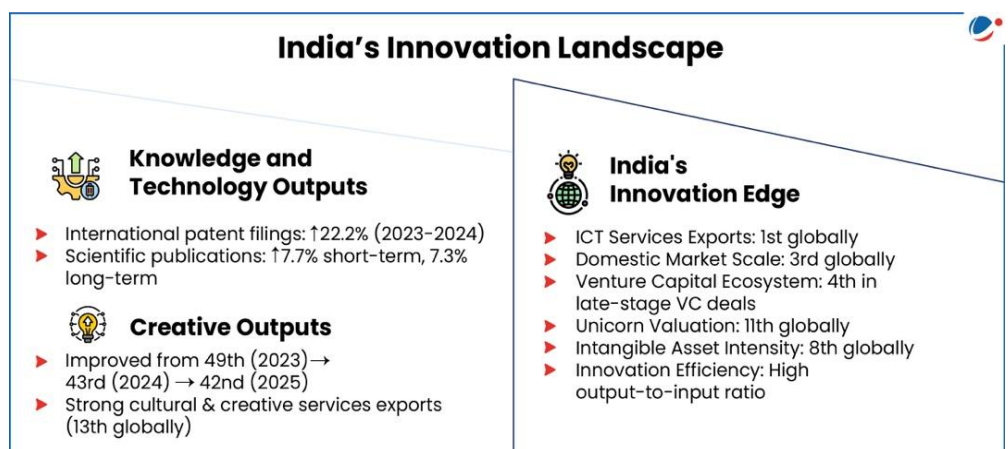 India’s Innovation Landscape
Knowledge and
Technology Outputs
International patent filings: ↑22.2% (2023-2024)
Scientific publications: ↑7.7% short-term, 7.3%
long-term
Creative Outputs
Improved from 49th (2023)→
43rd (2024) → 42nd (2025)
Strong cultural & creative services exports
(13th globally)
India's
Innovation Edge
ICT Services Exports: 1st globally
Domestic Market Scale: 3rd globally
Venture Capital Ecosystem: 4th in
late-stage VC deals
Unicorn Valuation: 11th globally
Intangible Asset Intensity: 8th globally
Innovation Efficiency: High
output-to-input ratio